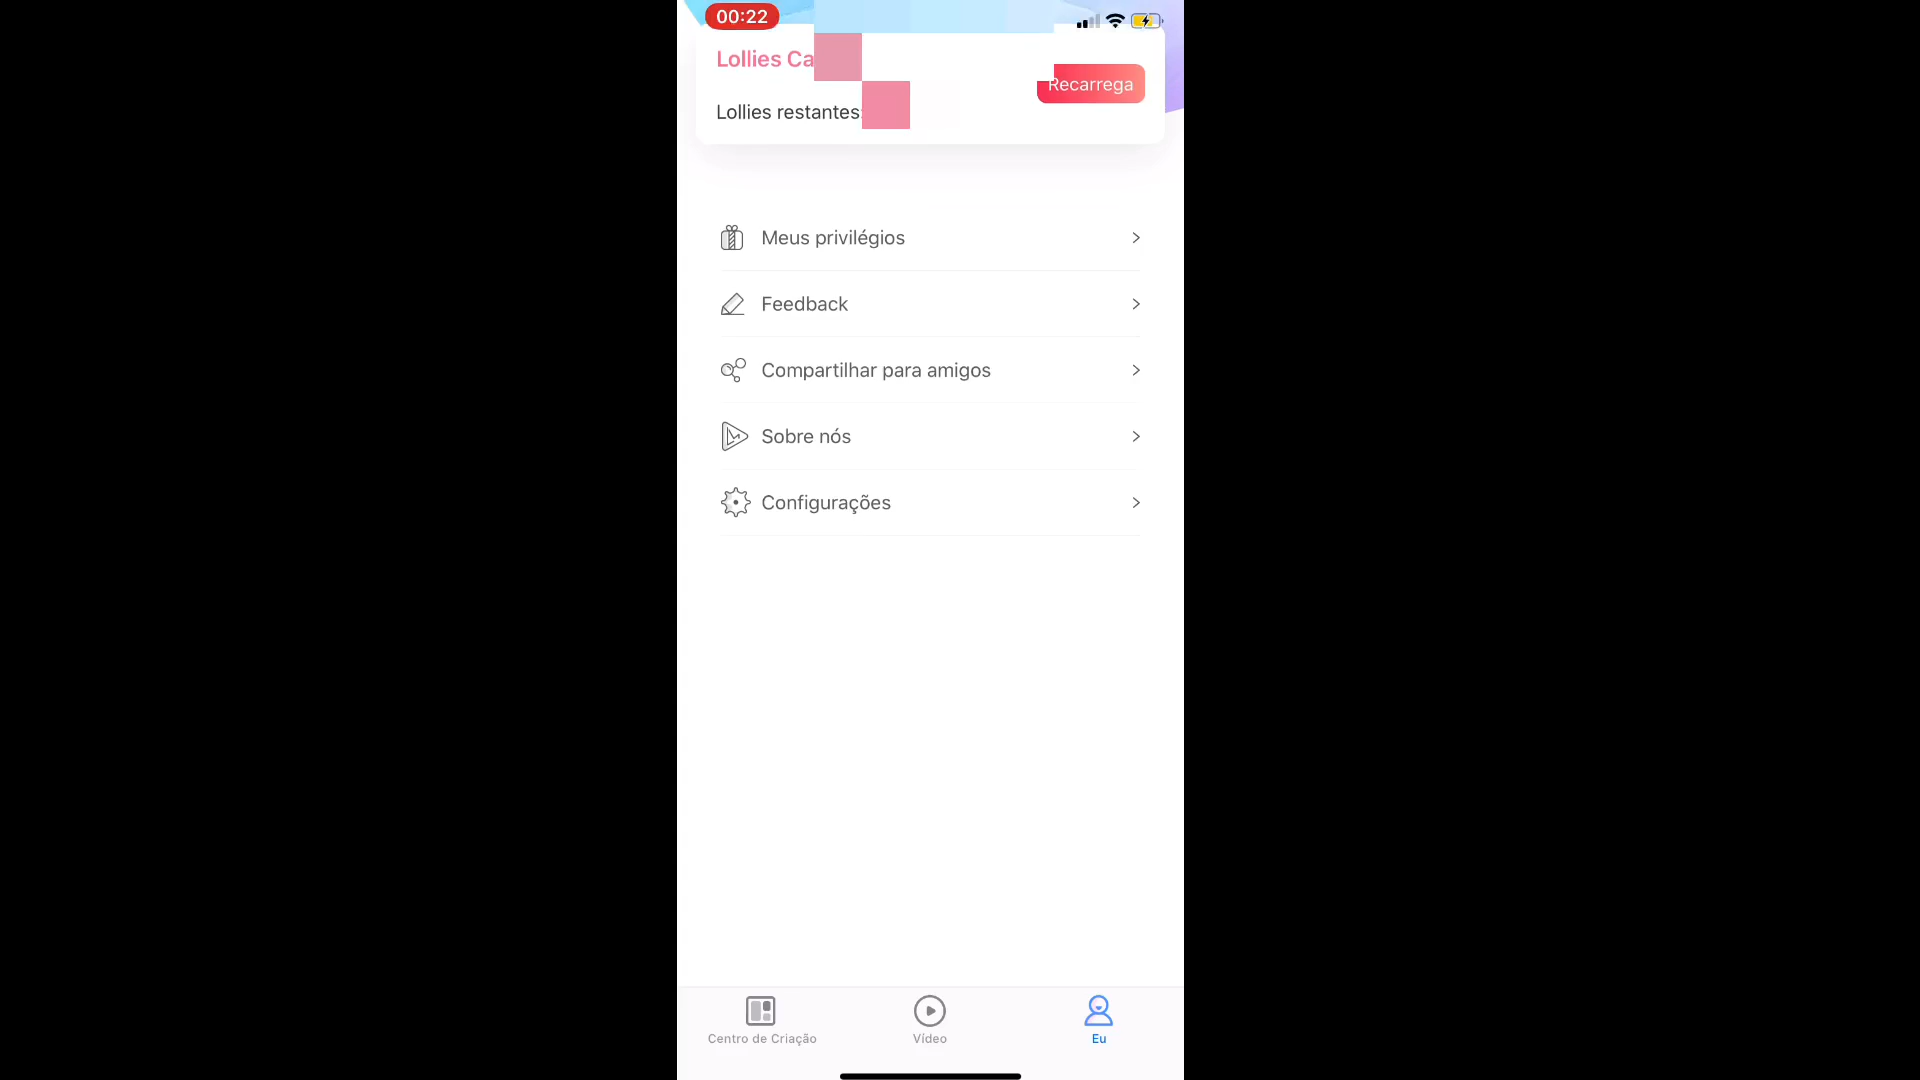 00:22
Lollies Ca
Recarrega
Lollies restantes:
Meus privilégios
Feedback
Compartilhar para amigos
Sobre nós
Configurações
Centro de Criação
Vídeo
Eu